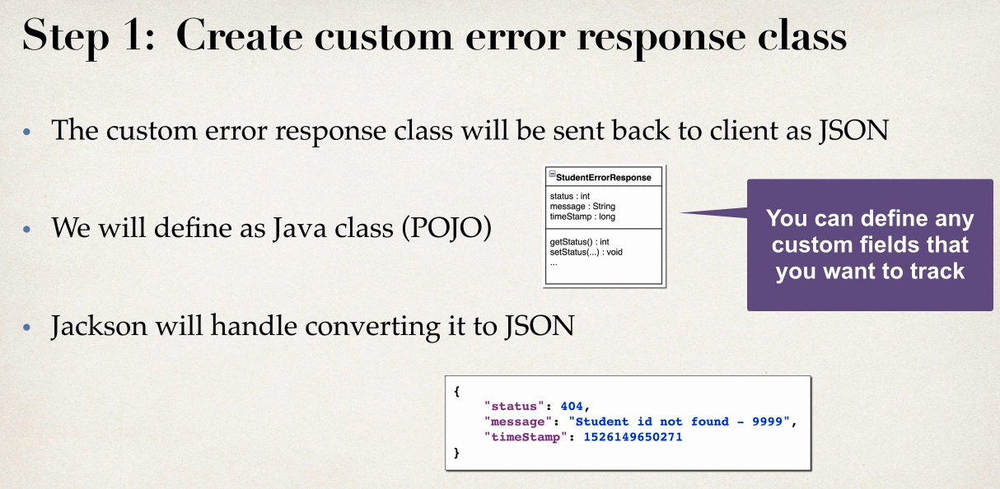 Step 1: Create custom error response class
• The custom error response class will be sent back to client as JSON
• We will define as Java class (POJO)
StudentErrorResponse
status : int
message : String
timeStamp : long
getStatus() : int
setStatus(...) : void
...
You can define any
custom fields that
you want to track
• Jackson will handle converting it to JSON
{
"status": 404,
"message": "Student id not found - 9999",
"timeStamp": 1526149650271
}